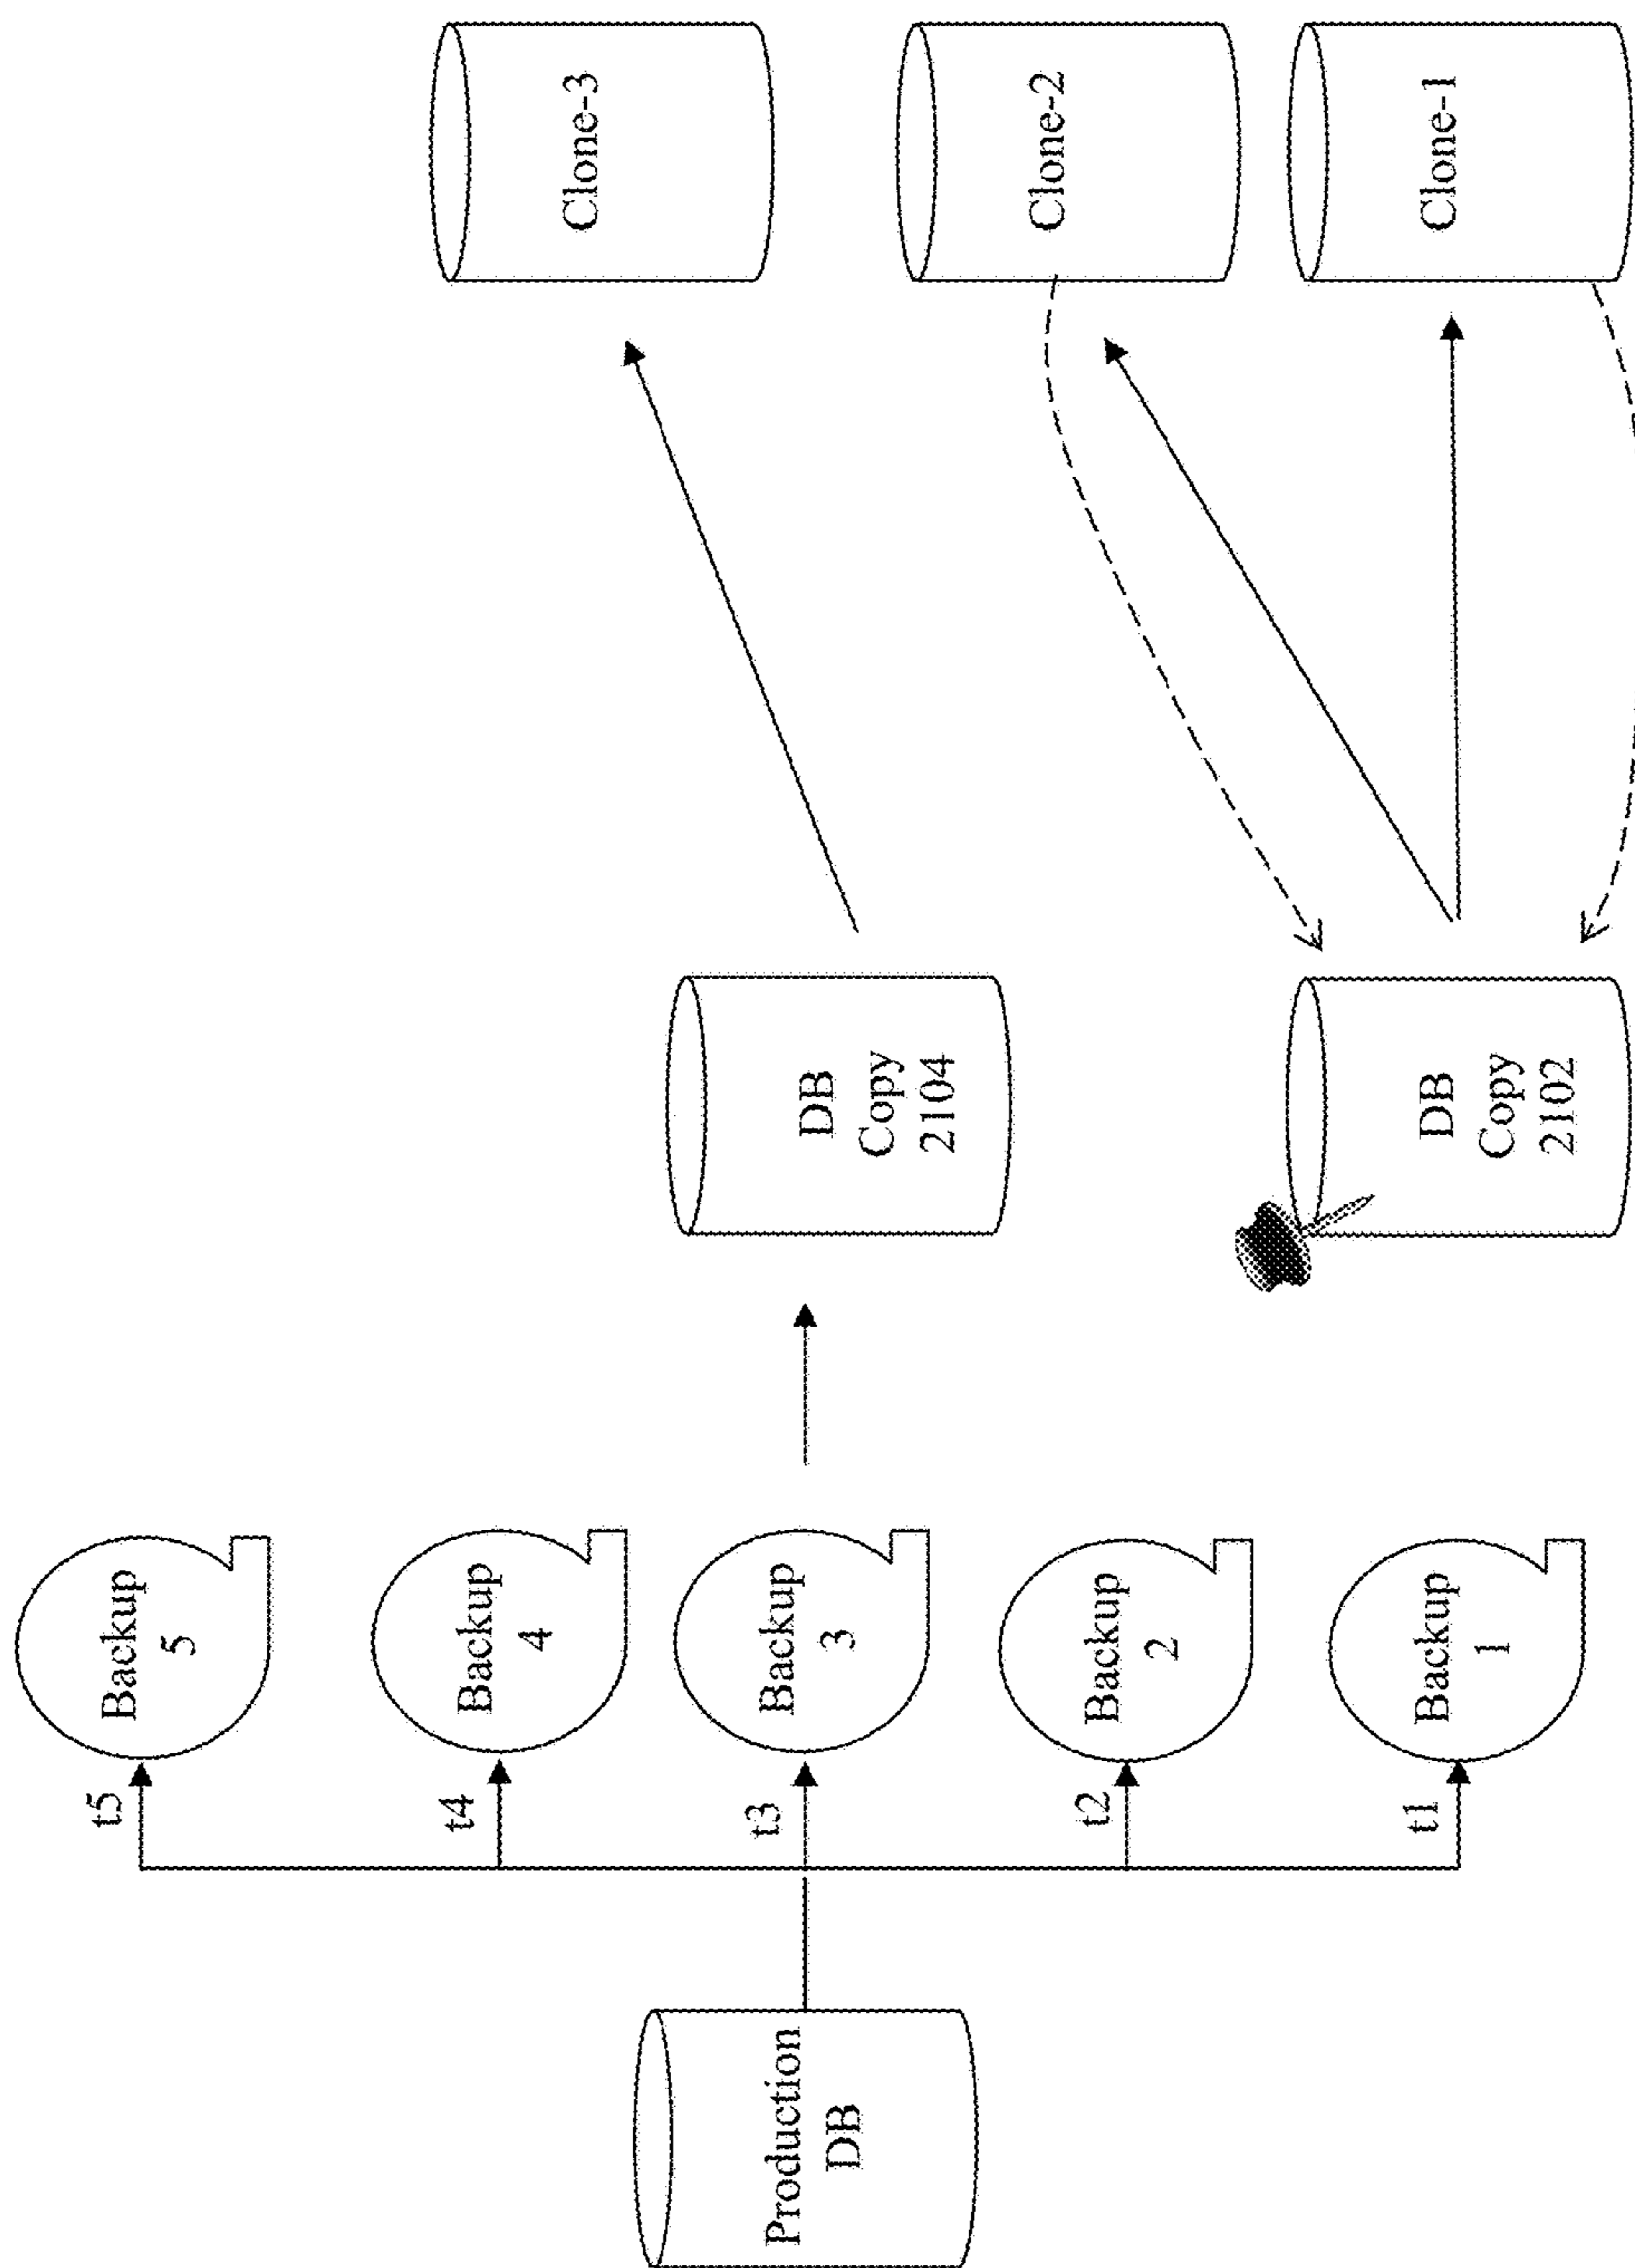 Production
DB
t5
Backup
5
t4
Backup
4
t3
Backup
3
t2
Backup
2
t1
Backup
1
DB
Copy
2104
DB
Copy
2102
Clone-3
Clone-2
Clone-1